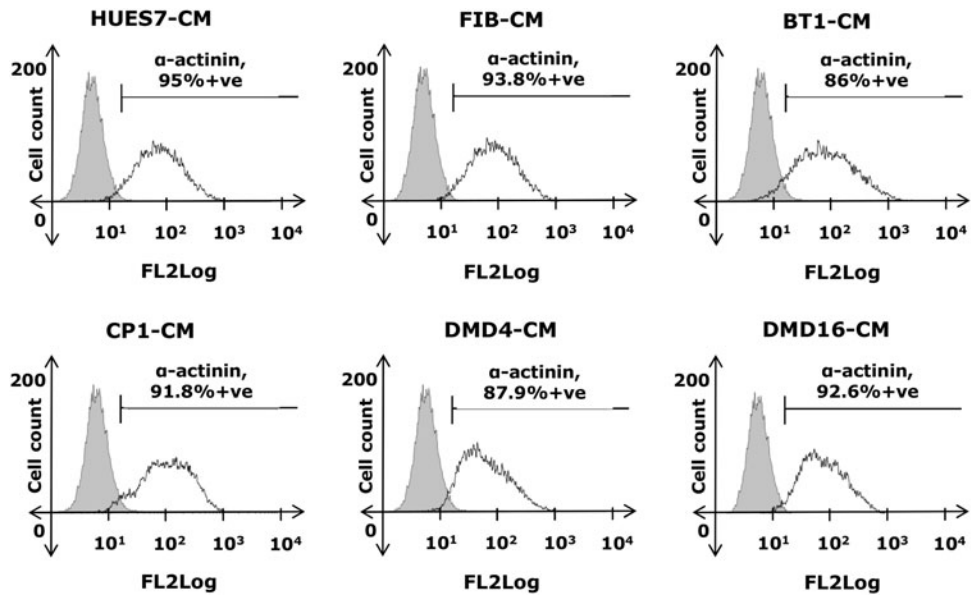 HUES7-CM
200
α-actinin,
95%+ve
Cell count
0
10¹ 10² 10³ 10⁴
FL2Log
FIB-CM
200
α-actinin,
93.8%+ve
Cell count
0
10¹ 10² 10³ 10⁴
FL2Log
BT1-CM
200
α-actinin,
86%+ve
Cell count
0
10¹ 10² 10³ 10⁴
FL2Log
CP1-CM
200
α-actinin,
91.8%+ve
Cell count
0
10¹ 10² 10³ 10⁴
FL2Log
DMD4-CM
200
α-actinin,
87.9%+ve
Cell count
0
10¹ 10² 10³ 10⁴
FL2Log
DMD16-CM
200
α-actinin,
92.6%+ve
Cell count
0
10¹ 10² 10³ 10⁴
FL2Log